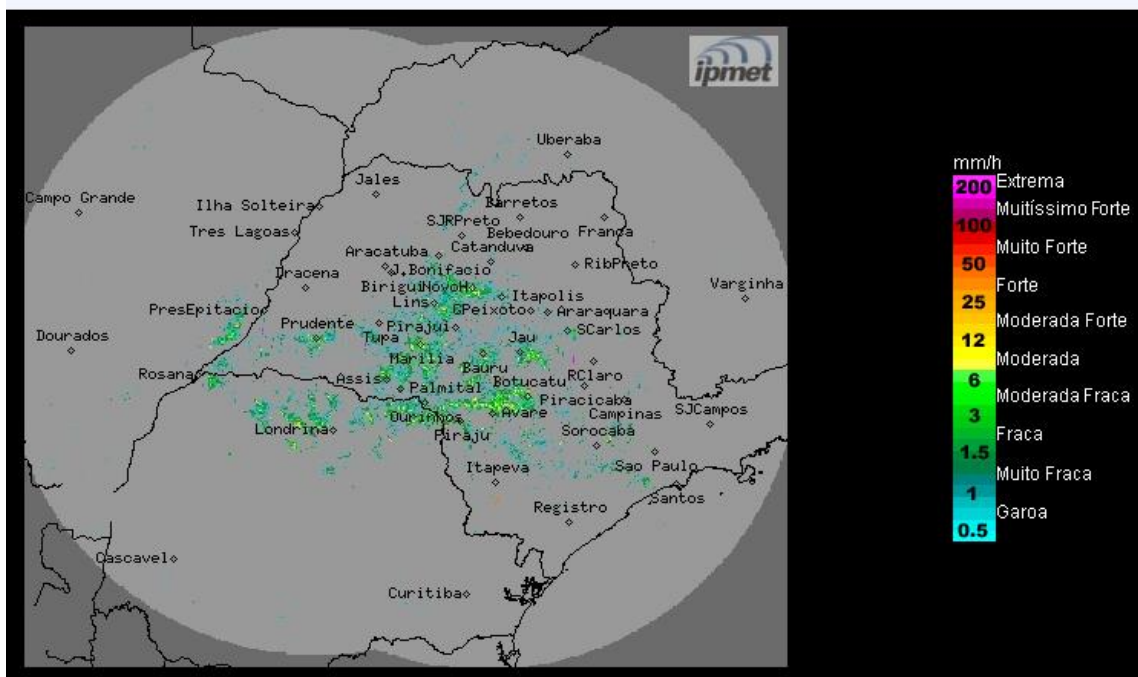 ipmet
Uberaba
Jales
Campo Grande
Ilha Solteira
Barretos
SJRPreto
Franca
Tres Lagoas
Bebedouro
Catanduva
Aracatuba
RibPreto
Dracena
J.Bonifacio
Birigui
NovoH
Varginha
Itapolis
Lins
PresEpitacio
GPeixoto
Araraquara
Prudente
Pirajui
SCarlos
Dourados
Tupa
Jau
Marilia
Bauru
Rosana
Assis
RClaro
Palmital
Botucatu
Piracicaba
Ourinhos
Avare
Campinas
SJCampos
Londrina
Piraju
Sorocaba
Itapeva
Sao Paulo
Santos
Registro
Cascavel
Curitiba
mm/h
200 Extrema
Muitíssimo Forte
100
Muito Forte
50
Forte
25
Moderada Forte
12
Moderada
6
Moderada Fraca
3
Fraca
1.5
Muito Fraca
1
Garoa
0.5